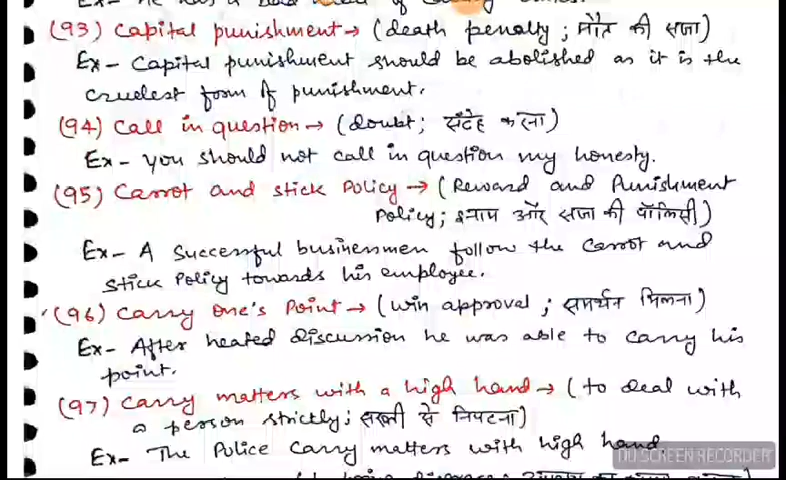 (93) Capital punishment → (death penalty ; मौत की सजा)
Ex - Capital punishment should be abolished as it is the
cruelest form of punishment.
(94) Call in question → (doubt; संदेह करना)
Ex - you should not call in question my honesty.
(95) Carrot and stick Policy → (Reward and Punishment
Policy; इनाम और सजा की पॉलिसी)
Ex - A successful businessmen follow the carrot and
stick Policy towards his employee.
(96) Carry one's Point → (win approval ; समर्थन मिलना)
Ex - After heated discussion he was able to carry his
point.
(97) Carry matters with a high hand → (to deal with
a person strictly; सख्ती से निपटना)
Ex - The Police carry matters with high hand.
DU SCREEN RECORDER